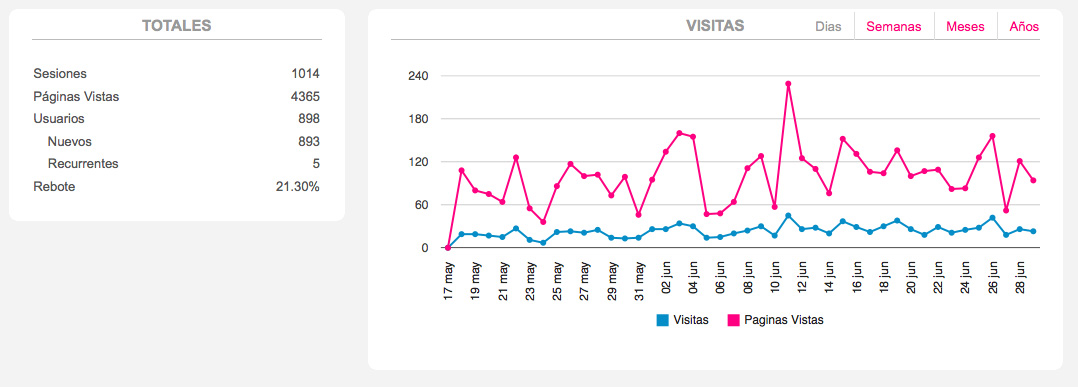 TOTALES
Sesiones 1014
Páginas Vistas 4365
Usuarios 898
Nuevos 893
Recurrentes 5
Rebote 21.30%
VISITAS Dias Semanas Meses Años
240
180
120
60
0
17 may 19 may 21 may 23 may 25 may 27 may 29 may 31 may 02 jun 04 jun 06 jun 08 jun 10 jun 12 jun 14 jun 16 jun 18 jun 20 jun 22 jun 24 jun 26 jun 28 jun
Visitas Paginas Vistas